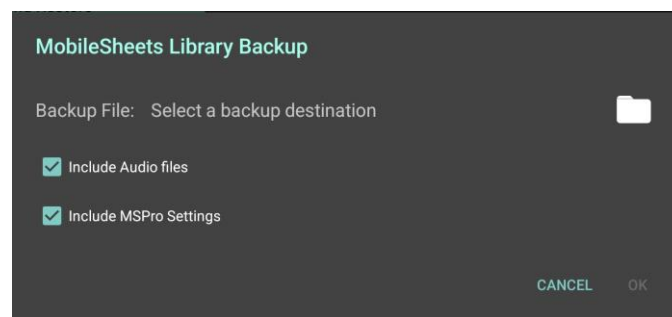 MobileSheets Library Backup
Backup File: Select a backup destination
Include Audio files
Include MSPro Settings
CANCEL OK